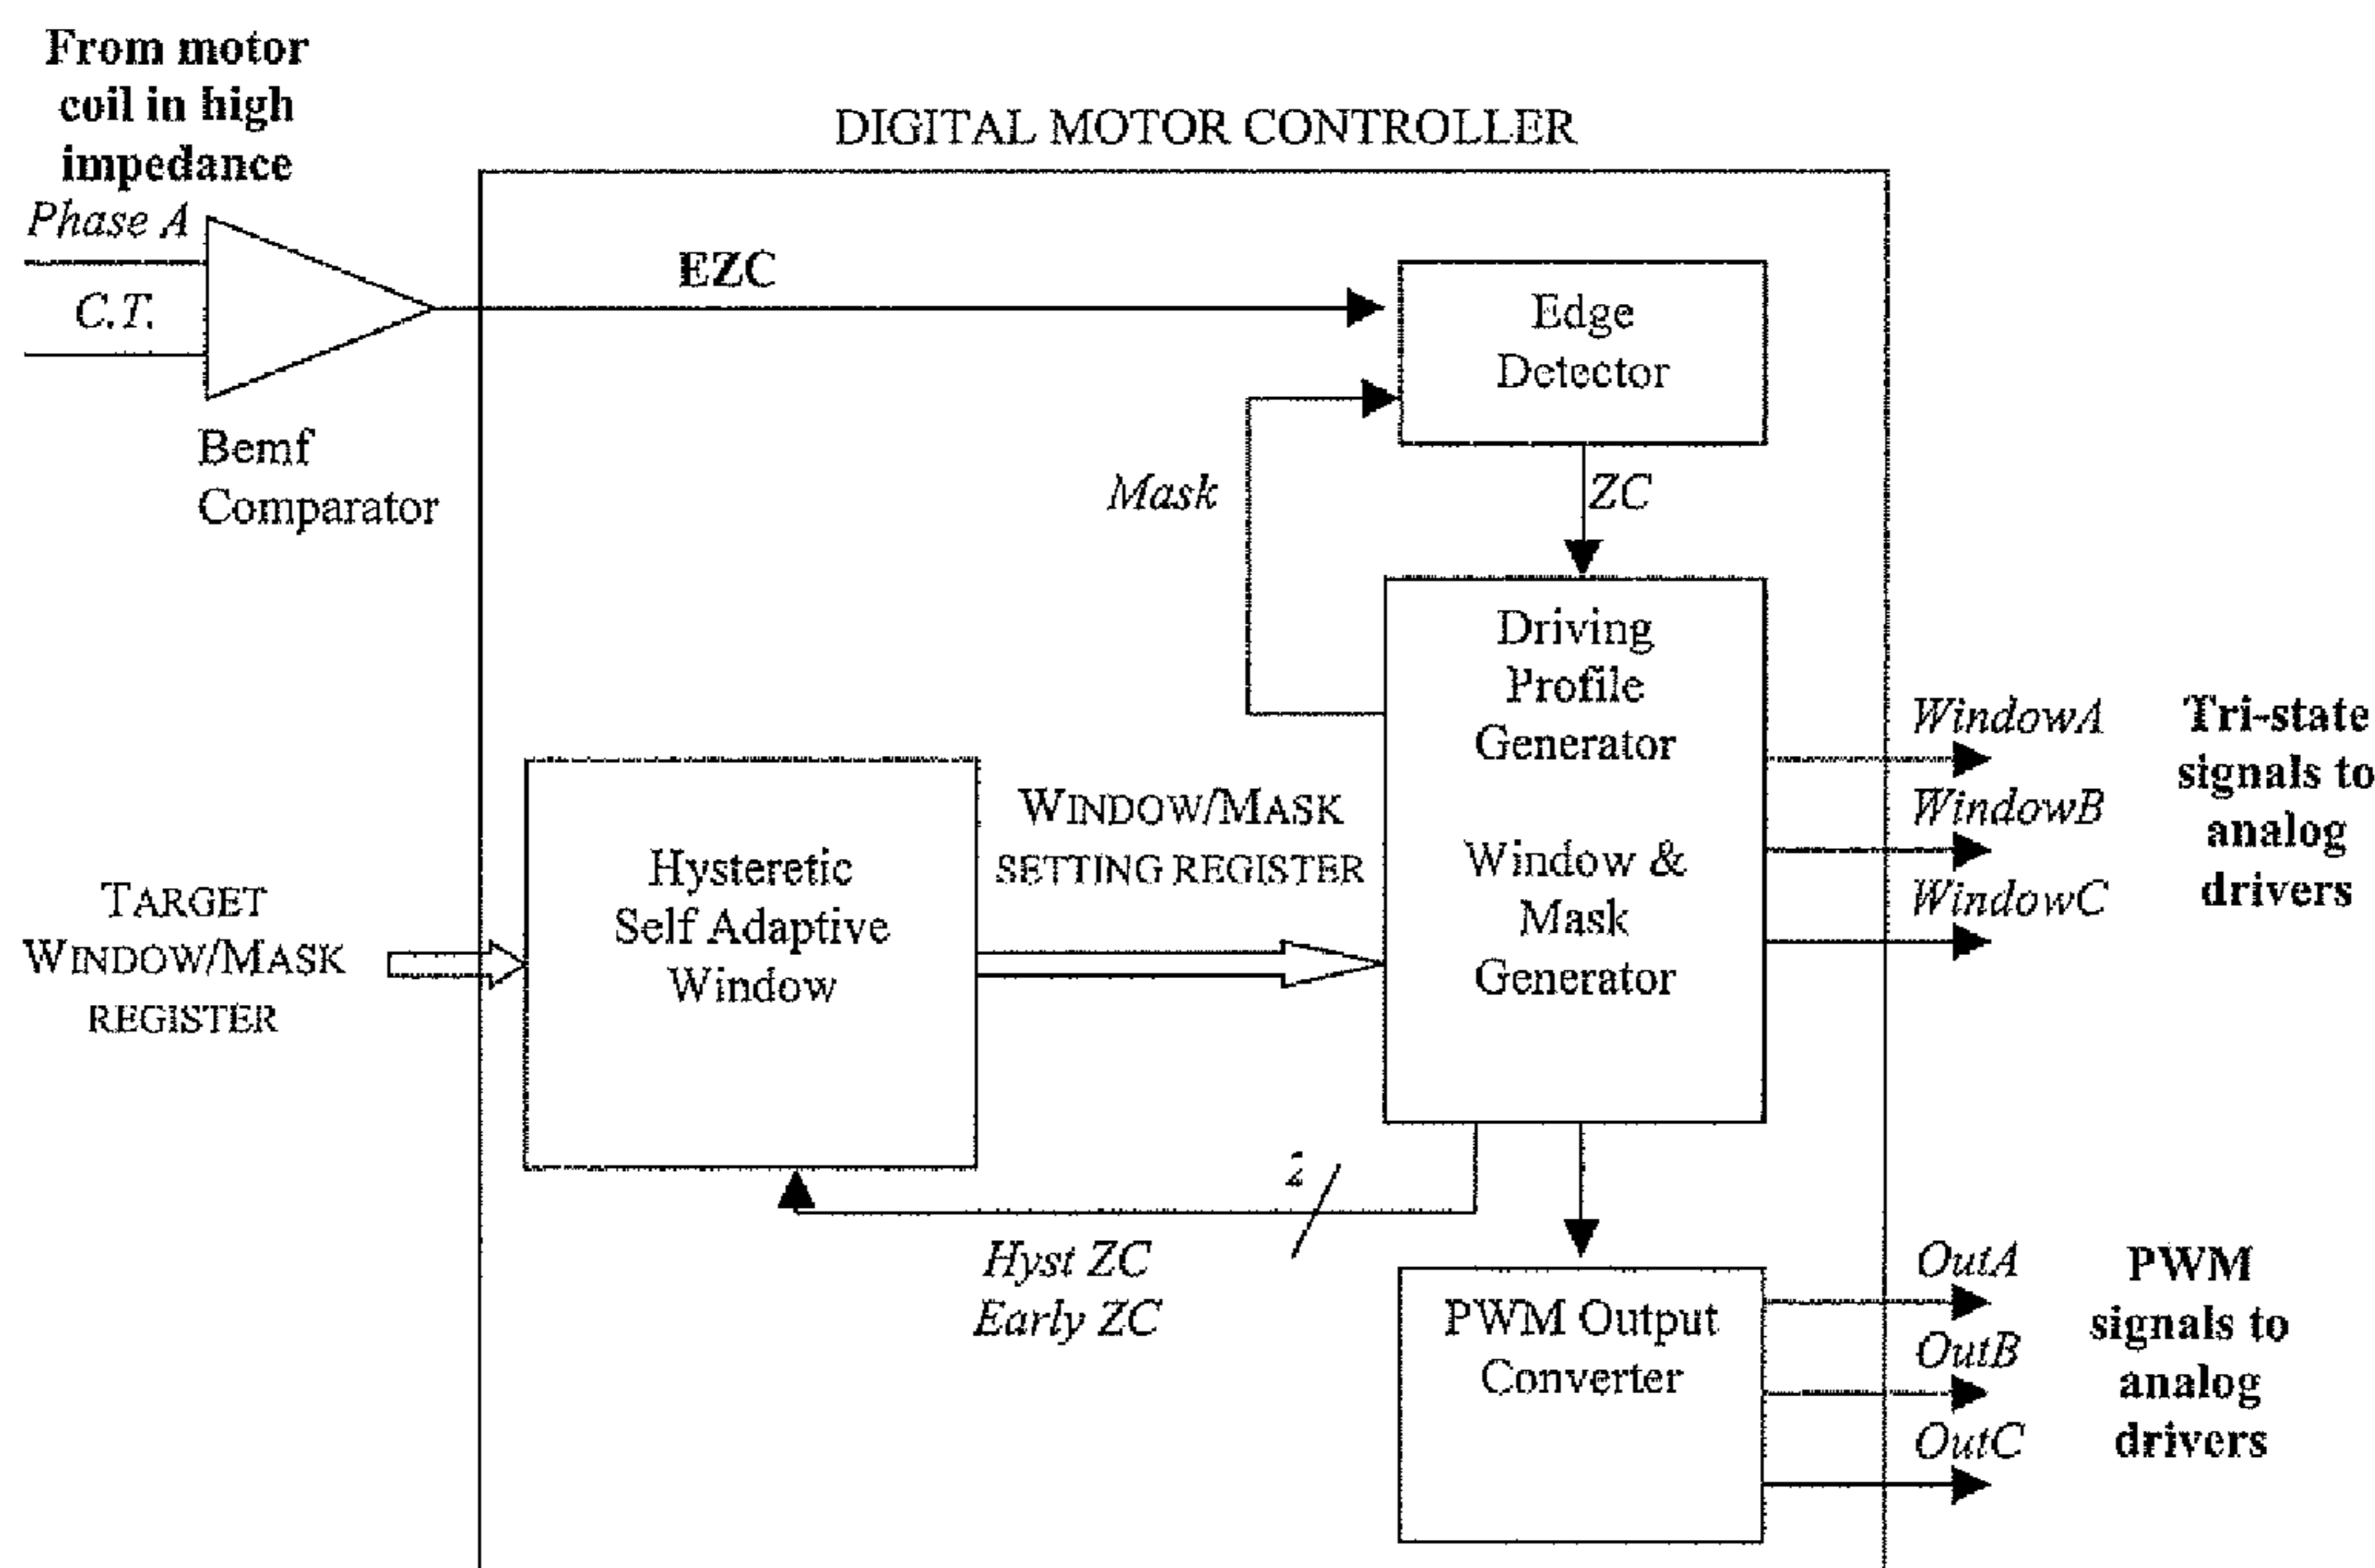 From motor
coil in high
impedance
Phase A
C.T.
Bemf
Comparator
DIGITAL MOTOR CONTROLLER
EZC
Edge
Detector
Mask
ZC
Driving
Profile
Generator
Window &
Mask
Generator
WindowA
WindowB
WindowC
Tri-state
signals to
analog
drivers
TARGET
WINDOW/MASK
REGISTER
Hysteretic
Self Adaptive
Window
WINDOW/MASK
SETTING REGISTER
2
Hyst ZC
Early ZC
PWM Output
Converter
OutA
OutB
OutC
PWM
signals to
analog
drivers